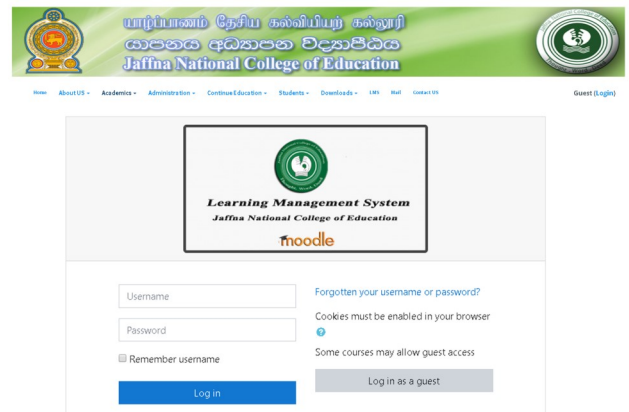 யாழ்ப்பாணம் தேசிய கல்வியியற் கல்லூரி
යාපනය අධ්‍යාපන විද්‍යාපීඨය
Jaffna National College of Education
Home About US Academics Administration Continue Education Students Downloads LMS Mail Contact US Guest (Login)
Learning Management System
Jaffna National College of Education
moodle
Username
Password
Remember username
Log in
Forgotten your username or password?
Cookies must be enabled in your browser
Some courses may allow guest access
Log in as a guest